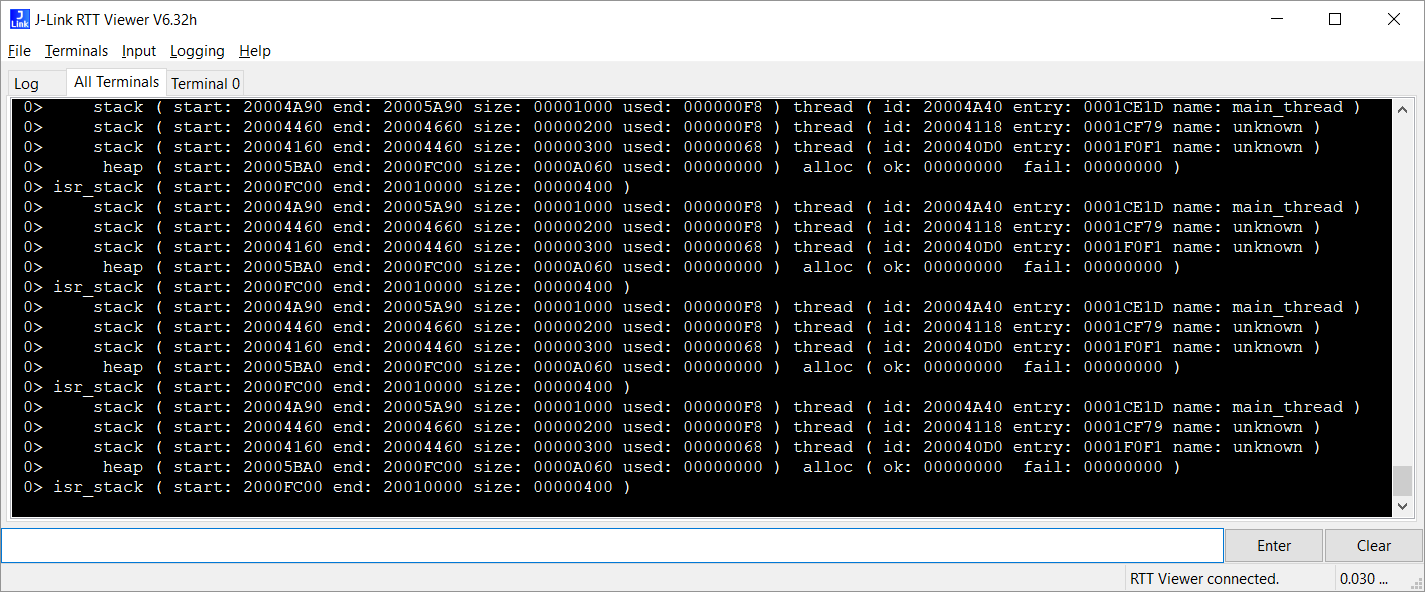 J-Link RTT Viewer V6.32h
File Terminals Input Logging Help
Log All Terminals Terminal 0
0> stack ( start: 20004A90 end: 20005A90 size: 00001000 used: 000000F8 ) thread ( id: 20004A40 entry: 0001CE1D name: main_thread )
0> stack ( start: 20004460 end: 20004660 size: 00000200 used: 000000F8 ) thread ( id: 20004118 entry: 0001CF79 name: unknown )
0> stack ( start: 20004160 end: 20004460 size: 00000300 used: 00000068 ) thread ( id: 200040D0 entry: 0001F0F1 name: unknown )
0> heap ( start: 20005BA0 end: 2000FC00 size: 0000A060 used: 00000000 ) alloc ( ok: 00000000 fail: 00000000 )
0> isr_stack ( start: 2000FC00 end: 20010000 size: 00000400 )
0> stack ( start: 20004A90 end: 20005A90 size: 00001000 used: 000000F8 ) thread ( id: 20004A40 entry: 0001CE1D name: main_thread )
0> stack ( start: 20004460 end: 20004660 size: 00000200 used: 000000F8 ) thread ( id: 20004118 entry: 0001CF79 name: unknown )
0> stack ( start: 20004160 end: 20004460 size: 00000300 used: 00000068 ) thread ( id: 200040D0 entry: 0001F0F1 name: unknown )
0> heap ( start: 20005BA0 end: 2000FC00 size: 0000A060 used: 00000000 ) alloc ( ok: 00000000 fail: 00000000 )
0> isr_stack ( start: 2000FC00 end: 20010000 size: 00000400 )
0> stack ( start: 20004A90 end: 20005A90 size: 00001000 used: 000000F8 ) thread ( id: 20004A40 entry: 0001CE1D name: main_thread )
0> stack ( start: 20004460 end: 20004660 size: 00000200 used: 000000F8 ) thread ( id: 20004118 entry: 0001CF79 name: unknown )
0> stack ( start: 20004160 end: 20004460 size: 00000300 used: 00000068 ) thread ( id: 200040D0 entry: 0001F0F1 name: unknown )
0> heap ( start: 20005BA0 end: 2000FC00 size: 0000A060 used: 00000000 ) alloc ( ok: 00000000 fail: 00000000 )
0> isr_stack ( start: 2000FC00 end: 20010000 size: 00000400 )
0> stack ( start: 20004A90 end: 20005A90 size: 00001000 used: 000000F8 ) thread ( id: 20004A40 entry: 0001CE1D name: main_thread )
0> stack ( start: 20004460 end: 20004660 size: 00000200 used: 000000F8 ) thread ( id: 20004118 entry: 0001CF79 name: unknown )
0> stack ( start: 20004160 end: 20004460 size: 00000300 used: 00000068 ) thread ( id: 200040D0 entry: 0001F0F1 name: unknown )
0> heap ( start: 20005BA0 end: 2000FC00 size: 0000A060 used: 00000000 ) alloc ( ok: 00000000 fail: 00000000 )
0> isr_stack ( start: 2000FC00 end: 20010000 size: 00000400 )
Enter Clear
RTT Viewer connected. 0.030 ...